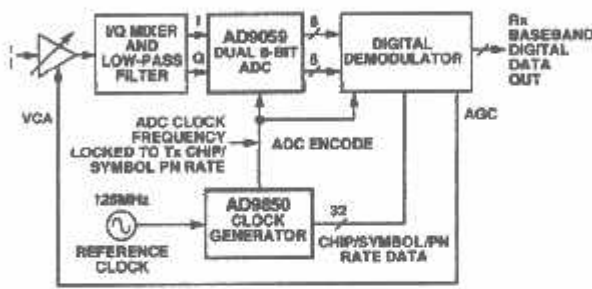 I/Q MIXER
AND
LOW-PASS
FILTER
I
Q
AD9059
DUAL 8-BIT
ADC
8
8
DIGITAL
DEMODULATOR
Rx
BASEBAND
DIGITAL
DATA
OUT
VCA
AGC
ADC CLOCK
FREQUENCY
LOCKED TO Tx CHIP/
SYMBOL PN RATE
ADC ENCODE
125MHz
REFERENCE
CLOCK
AD9850
CLOCK
GENERATOR
32
CHIP/SYMBOL/PN
RATE DATA